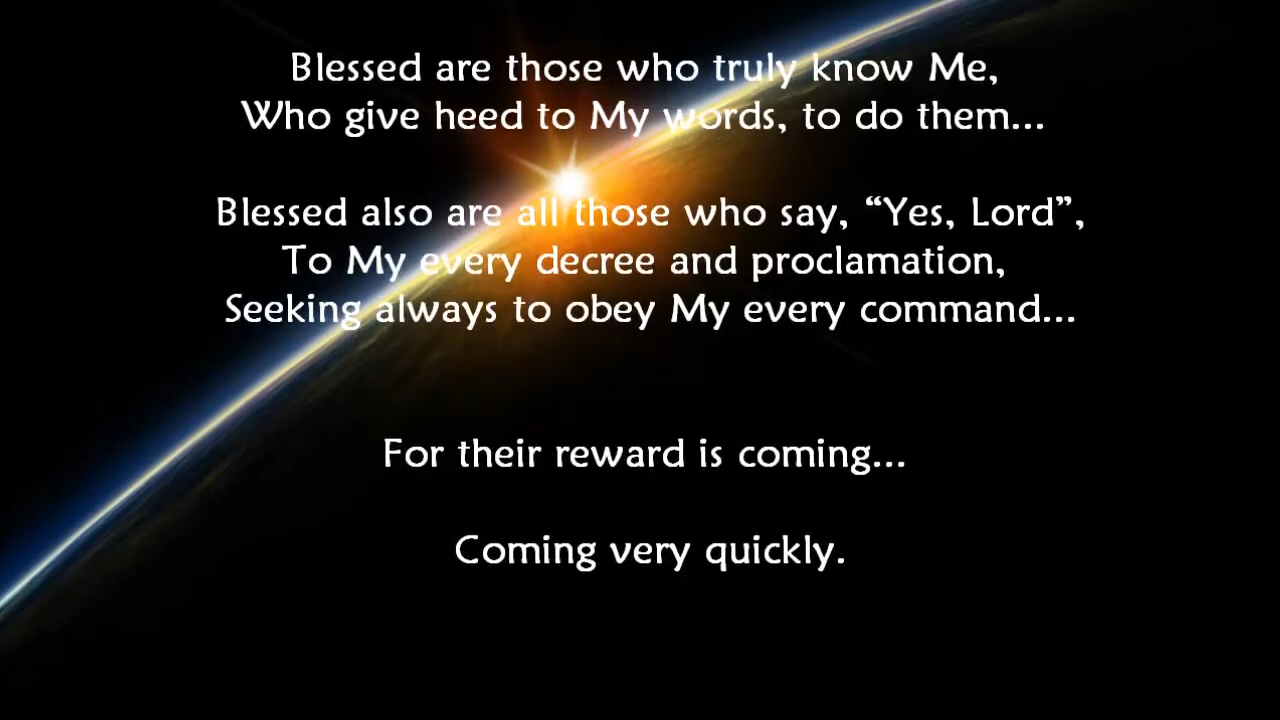 Blessed are those who truly know Me,
Who give heed to My words, to do them...
Blessed also are all those who say, “Yes, Lord”,
To My every decree and proclamation,
Seeking always to obey My every command...
For their reward is coming...
Coming very quickly.